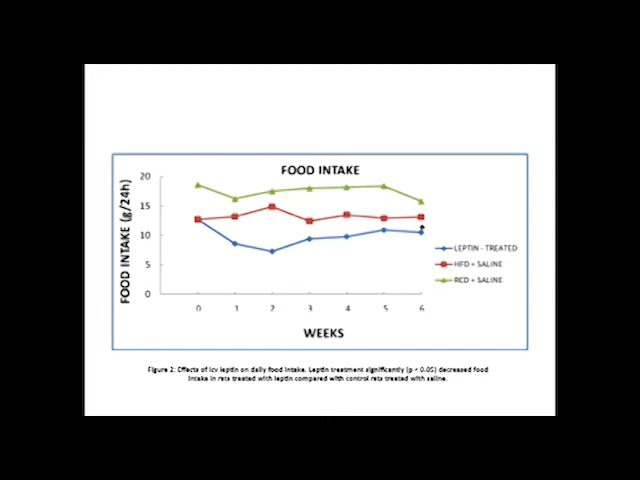 FOOD INTAKE
FOOD INTAKE (g/24h)
20
15
10
5
0
0 1 2 3 4 5 6
WEEKS
LEPTIN - TREATED
HFD + SALINE
RCD + SALINE
Figure 2: Effects of icv leptin on daily food intake. Leptin treatment significantly (p < 0.05) decreased food
intake in rats treated with leptin compared with control rats treated with saline.